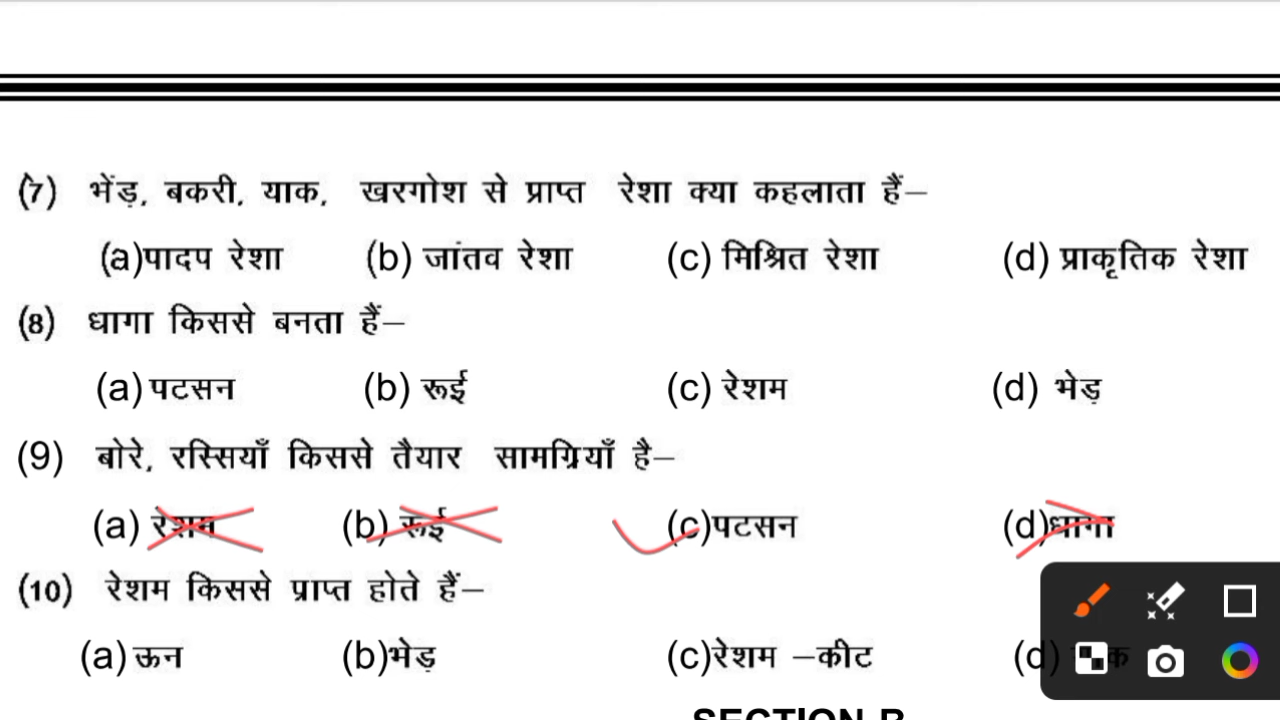 (7) भेंड़, बकरी, याक, खरगोश से प्राप्त रेशा क्या कहलाता हैं–
(a)पादप रेशा (b) जांतव रेशा (c) मिश्रित रेशा (d) प्राकृतिक रेशा
(8) धागा किससे बनता हैं–
(a) पटसन (b) रूई (c) रेशम (d) भेड़
(9) बोरे, रस्सियाँ किससे तैयार सामग्रियाँ है–
(a) रेशम (b) रूई (c)पटसन (d)धागा
(10) रेशम किससे प्राप्त होते हैं–
(a) ऊन (b)भेड़ (c)रेशम –कीट (d)
SECTION B